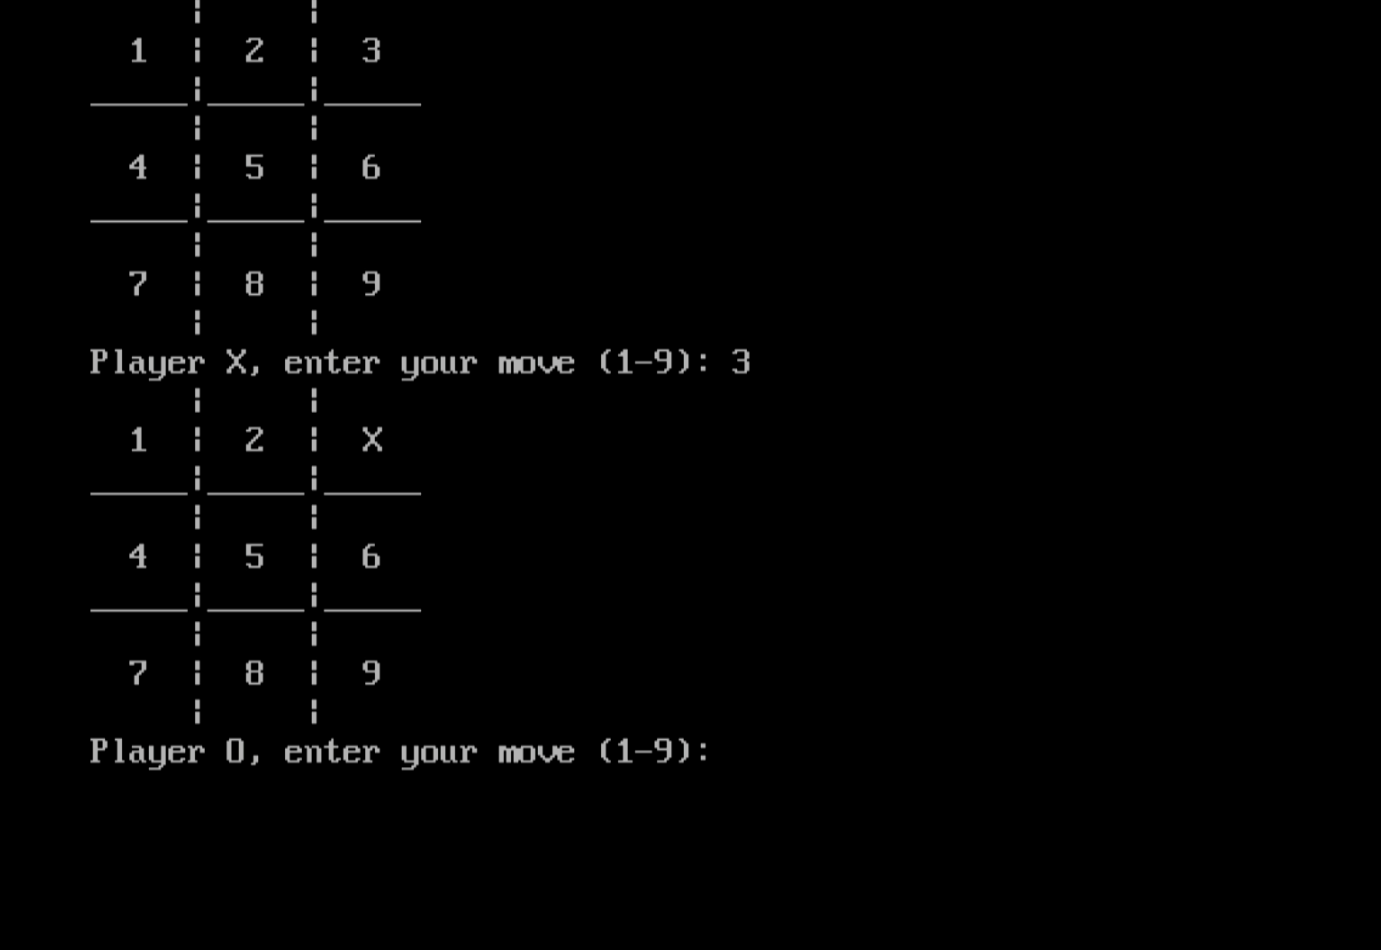 1 ¦ 2 ¦ 3
4 ¦ 5 ¦ 6
7 ¦ 8 ¦ 9
Player X, enter your move (1-9): 3
1 ¦ 2 ¦ X
4 ¦ 5 ¦ 6
7 ¦ 8 ¦ 9
Player O, enter your move (1-9):